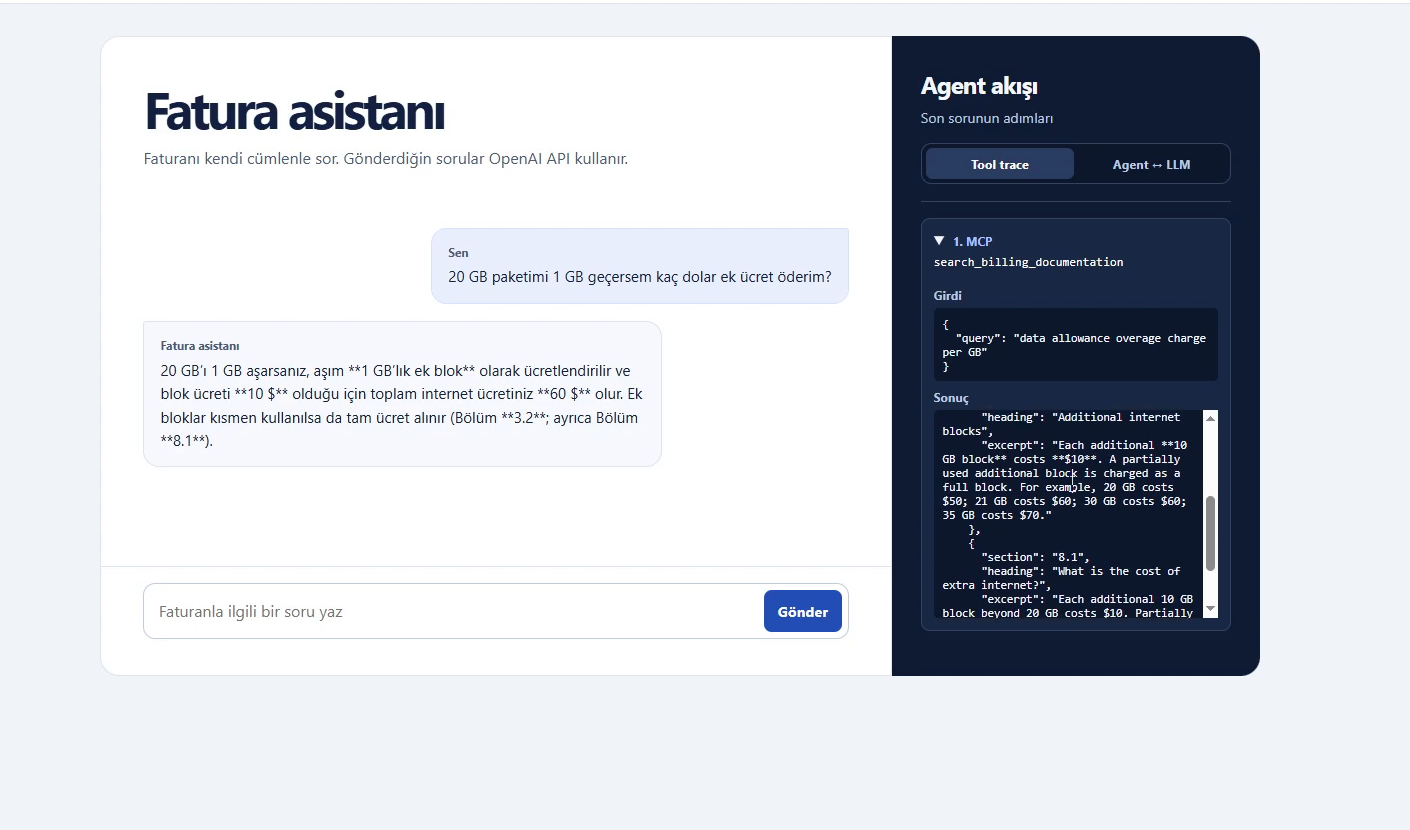 Fatura asistanı
Faturanı kendi cümlenle sor. Gönderdiğin sorular OpenAI API kullanır.
Sen
20 GB paketimi 1 GB geçersem kaç dolar ek ücret öderim?
Fatura asistanı
20 GB’ı 1 GB aşarsanız, aşım **1 GB’lık ek blok** olarak ücretlendirilir ve
blok ücreti **10 $** olduğu için toplam internet ücretiniz **60 $** olur. Ek
bloklar kısmen kullanılsa da tam ücret alınır (Bölüm **3.2**; ayrıca Bölüm
**8.1**).
Faturanla ilgili bir soru yaz
Gönder
Agent akışı
Son sorunun adımları
Tool trace
Agent ↔ LLM
▼ 1. MCP
search_billing_documentation
Girdi
{
"query": "data allowance overage charge
per GB"
}
Sonuç
"heading": "Additional internet
blocks",
"excerpt": "Each additional **10
GB block** costs **$10**. A partially
used additional block is charged as a
full block. For example, 20 GB costs
$50; 21 GB costs $60; 30 GB costs $60;
35 GB costs $70."
},
{
"section": "8.1",
"heading": "What is the cost of
extra internet?",
"excerpt": "Each additional 10 GB
block beyond 20 GB costs $10. Partially